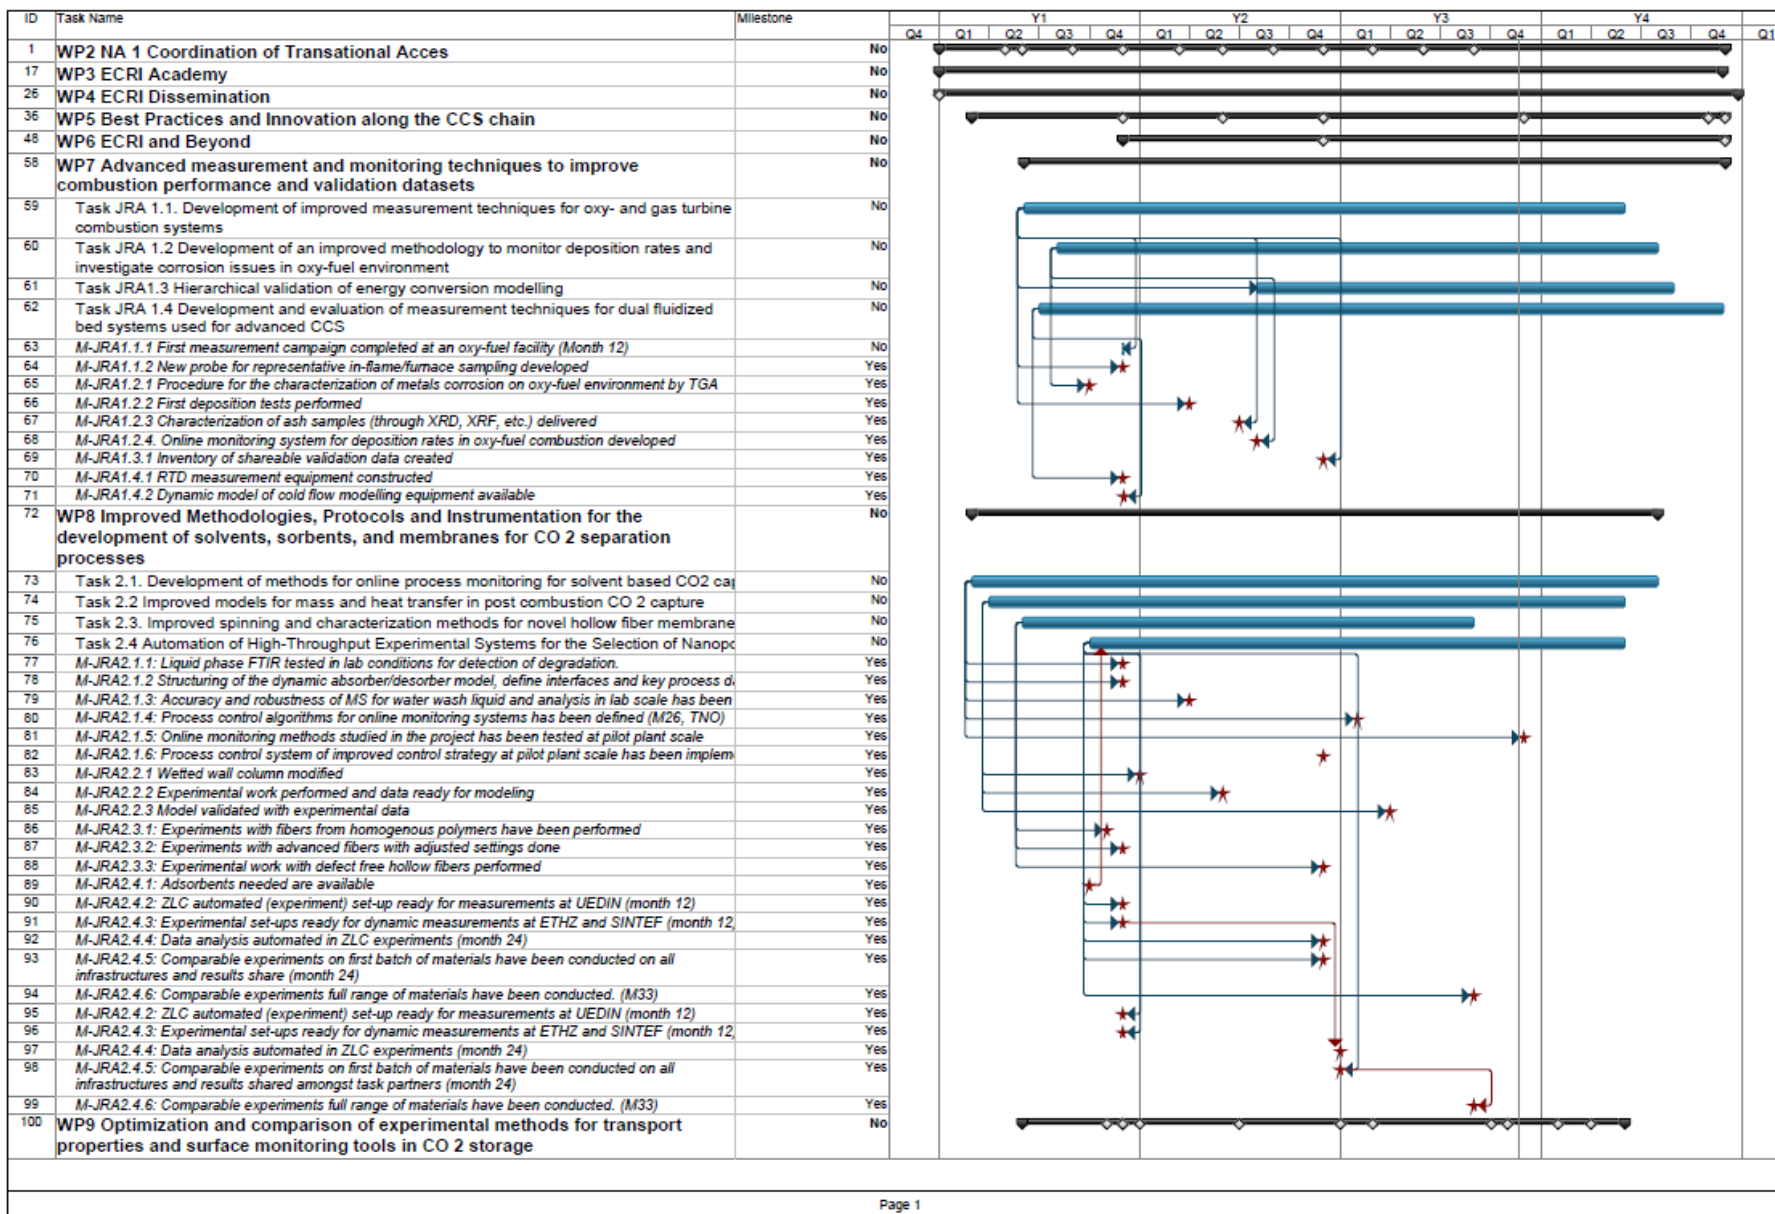 ID Task Name Milestone Y1 Y2 Y3 Y4
Q4 Q1 Q2 Q3 Q4 Q1 Q2 Q3 Q4 Q1 Q2 Q3 Q4 Q1 Q2 Q3 Q4 Q1
1 WP2 NA 1 Coordination of Transational Acces No
17 WP3 ECRI Academy No
26 WP4 ECRI Dissemination No
36 WP5 Best Practices and Innovation along the CCS chain No
48 WP6 ECRI and Beyond No
58 WP7 Advanced measurement and monitoring techniques to improve No
combustion performance and validation datasets
59 Task JRA 1.1. Development of improved measurement techniques for oxy- and gas turbine No
combustion systems
60 Task JRA 1.2 Development of an improved methodology to monitor deposition rates and No
investigate corrosion issues in oxy-fuel environment
61 Task JRA1.3 Hierarchical validation of energy conversion modelling No
62 Task JRA 1.4 Development and evaluation of measurement techniques for dual fluidized No
bed systems used for advanced CCS
63 M-JRA1.1.1 First measurement campaign completed at an oxy-fuel facility (Month 12) No
64 M-JRA1.1.2 New probe for representative in-flame/furnace sampling developed Yes
65 M-JRA1.2.1 Procedure for the characterization of metals corrosion on oxy-fuel environment by TGA Yes
66 M-JRA1.2.2 First deposition tests performed Yes
67 M-JRA1.2.3 Characterization of ash samples (through XRD, XRF, etc.) delivered Yes
68 M-JRA1.2.4. Online monitoring system for deposition rates in oxy-fuel combustion developed Yes
69 M-JRA1.3.1 Inventory of shareable validation data created Yes
70 M-JRA1.4.1 RTD measurement equipment constructed Yes
71 M-JRA1.4.2 Dynamic model of cold flow modelling equipment available Yes
72 WP8 Improved Methodologies, Protocols and Instrumentation for the No
development of solvents, sorbents, and membranes for CO 2 separation
processes
73 Task 2.1. Development of methods for online process monitoring for solvent based CO2 cap No
74 Task 2.2 Improved models for mass and heat transfer in post combustion CO 2 capture No
75 Task 2.3. Improved spinning and characterization methods for novel hollow fiber membrane No
76 Task 2.4 Automation of High-Throughput Experimental Systems for the Selection of Nanopo No
77 M-JRA2.1.1: Liquid phase FTIR tested in lab conditions for detection of degradation. Yes
78 M-JRA2.1.2 Structuring of the dynamic absorber/desorber model, define interfaces and key process da Yes
79 M-JRA2.1.3: Accuracy and robustness of MS for water wash liquid and analysis in lab scale has been Yes
80 M-JRA2.1.4: Process control algorithms for online monitoring systems has been defined (M26, TNO) Yes
81 M-JRA2.1.5: Online monitoring methods studied in the project has been tested at pilot plant scale Yes
82 M-JRA2.1.6: Process control system of improved control strategy at pilot plant scale has been implem Yes
83 M-JRA2.2.1 Wetted wall column modified Yes
84 M-JRA2.2.2 Experimental work performed and data ready for modeling Yes
85 M-JRA2.2.3 Model validated with experimental data Yes
86 M-JRA2.3.1: Experiments with fibers from homogenous polymers have been performed Yes
87 M-JRA2.3.2: Experiments with advanced fibers with adjusted settings done Yes
88 M-JRA2.3.3: Experimental work with defect free hollow fibers performed Yes
89 M-JRA2.4.1: Adsorbents needed are available Yes
90 M-JRA2.4.2: ZLC automated (experiment) set-up ready for measurements at UEDIN (month 12) Yes
91 M-JRA2.4.3: Experimental set-ups ready for dynamic measurements at ETHZ and SINTEF (month 12) Yes
92 M-JRA2.4.4: Data analysis automated in ZLC experiments (month 24) Yes
93 M-JRA2.4.5: Comparable experiments on first batch of materials have been conducted on all Yes
infrastructures and results share (month 24)
94 M-JRA2.4.6: Comparable experiments full range of materials have been conducted. (M33) Yes
95 M-JRA2.4.2: ZLC automated (experiment) set-up ready for measurements at UEDIN (month 12) Yes
96 M-JRA2.4.3: Experimental set-ups ready for dynamic measurements at ETHZ and SINTEF (month 12) Yes
97 M-JRA2.4.4: Data analysis automated in ZLC experiments (month 24) Yes
98 M-JRA2.4.5: Comparable experiments on first batch of materials have been conducted on all Yes
infrastructures and results shared amongst task partners (month 24)
99 M-JRA2.4.6: Comparable experiments full range of materials have been conducted. (M33) Yes
100 WP9 Optimization and comparison of experimental methods for transport No
properties and surface monitoring tools in CO 2 storage
Page 1